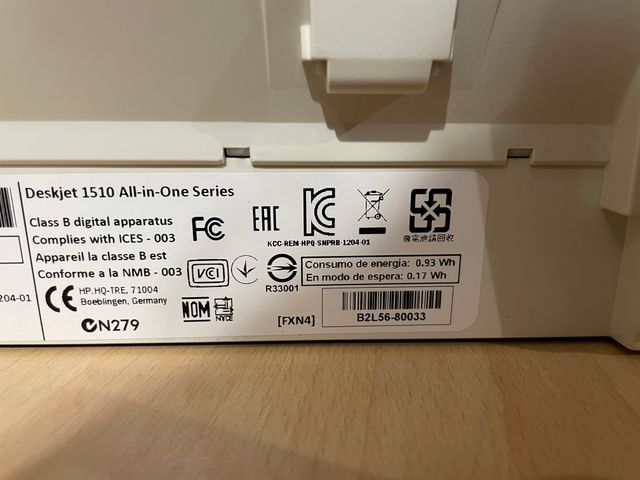 Deskjet 1510 All-in-One Series
Class B digital apparatus
Complies with ICES - 003
Appareil la classe B est
Conforme a la NMB - 003
FC
EAC
KCC-REM-HPQ-SNPRB-1204-01
廢電池請回收
VCI
R33001
Consumo de energia: 0.93 Wh
En modo de espera: 0.17 Wh
CE
HP, HQ-TRE, 71004
Boeblingen, Germany
204-01
N279
NOM
NYCE
[FXN4]
B2L56-80033